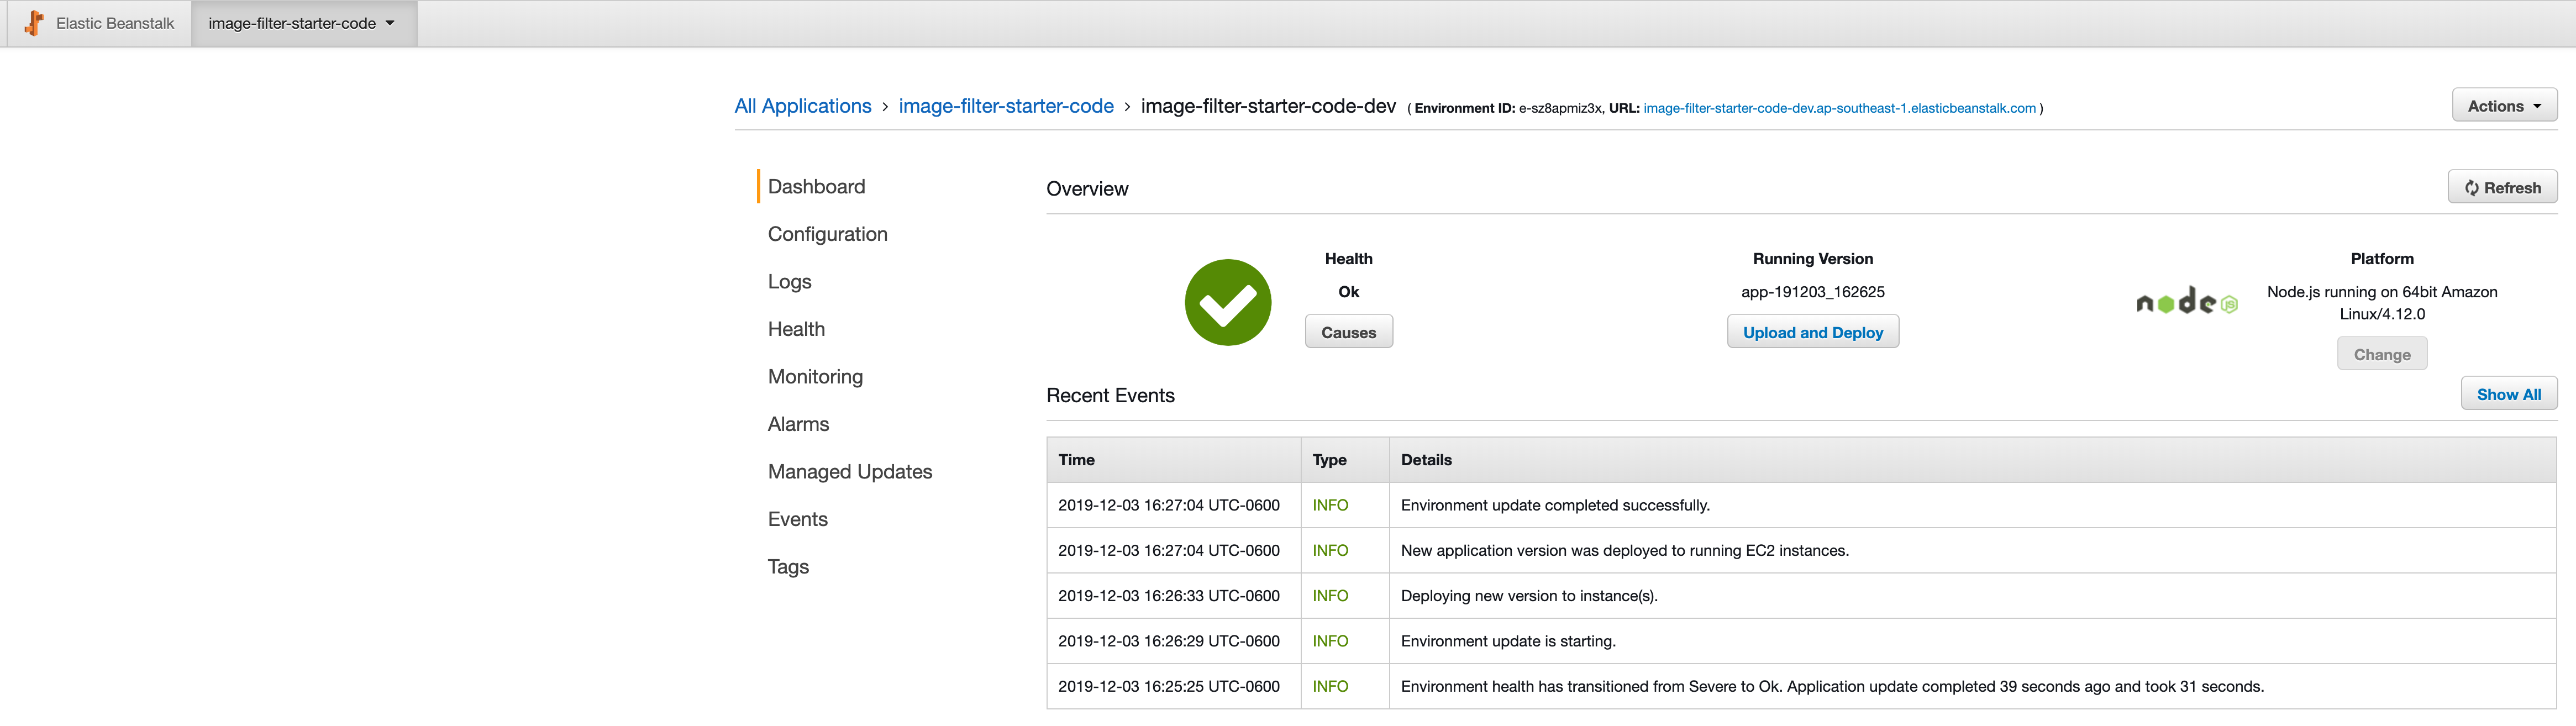 Elastic Beanstalk image-filter-starter-code
All Applications › image-filter-starter-code › image-filter-starter-code-dev ( Environment ID: e-sz8apmiz3x, URL: image-filter-starter-code-dev.ap-southeast-1.elasticbeanstalk.com )
Actions
Dashboard
Configuration
Logs
Health
Monitoring
Alarms
Managed Updates
Events
Tags
Overview
Refresh
Health
Ok
Causes
Running Version
app-191203_162625
Upload and Deploy
node JS
Platform
Node.js running on 64bit Amazon
Linux/4.12.0
Change
Recent Events
Show All
Time Type Details
2019-12-03 16:27:04 UTC-0600 INFO Environment update completed successfully.
2019-12-03 16:27:04 UTC-0600 INFO New application version was deployed to running EC2 instances.
2019-12-03 16:26:33 UTC-0600 INFO Deploying new version to instance(s).
2019-12-03 16:26:29 UTC-0600 INFO Environment update is starting.
2019-12-03 16:25:25 UTC-0600 INFO Environment health has transitioned from Severe to Ok. Application update completed 39 seconds ago and took 31 seconds.